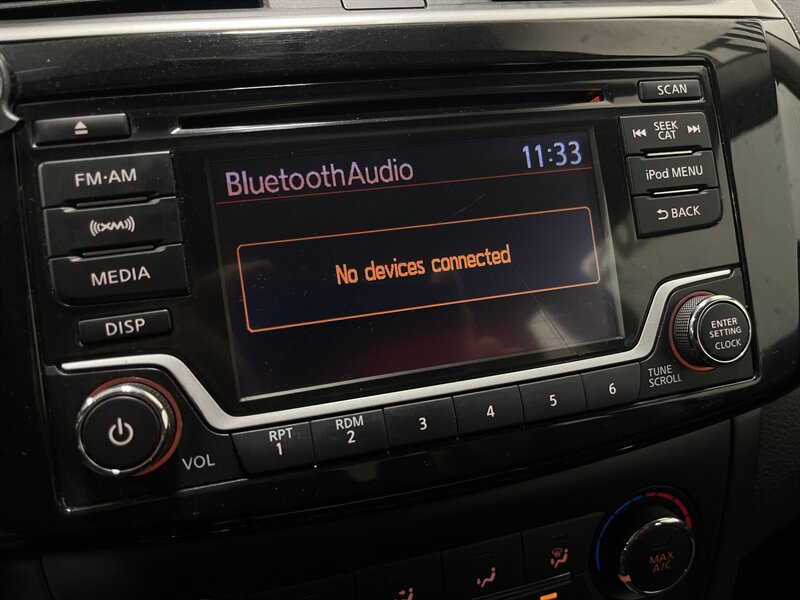 SCAN
FM·AM
SEEK
CAT
XM
iPod MENU
MEDIA
BACK
DISP
BluetoothAudio 11:33
No devices connected
ENTER
SETTING
CLOCK
TUNE
SCROLL
VOL
RPT
1
RDM
2
3
4
5
6
MAX
A/C